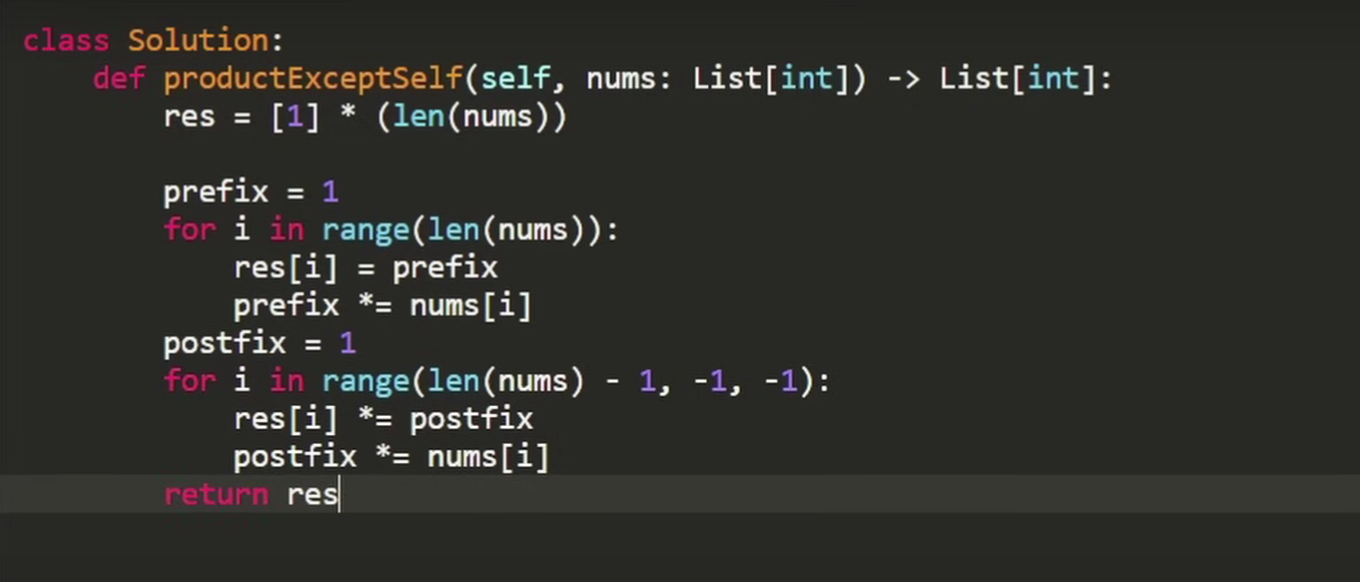 class Solution:
    def productExceptSelf(self, nums: List[int]) -> List[int]:
        res = [1] * (len(nums))

        prefix = 1
        for i in range(len(nums)):
            res[i] = prefix
            prefix *= nums[i]
        postfix = 1
        for i in range(len(nums) - 1, -1, -1):
            res[i] *= postfix
            postfix *= nums[i]
        return res